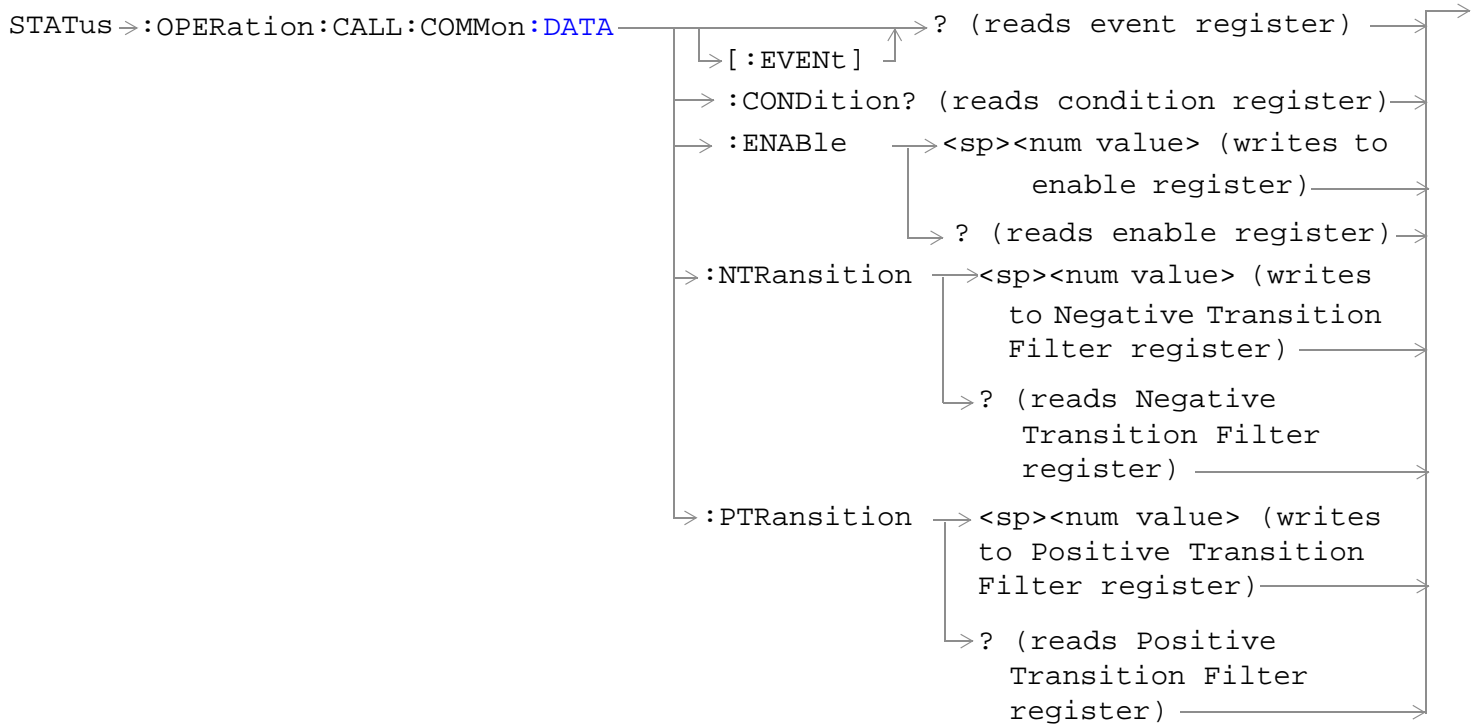 STATus :OPERation:CALL:COMMon:DATA ? (reads event register)
[:EVENt]
:CONDition? (reads condition register)
:ENABle <sp><num value> (writes to
enable register)
? (reads enable register)
:NTRansition <sp><num value> (writes
to Negative Transition
Filter register)
? (reads Negative
Transition Filter
register)
:PTRansition <sp><num value> (writes
to Positive Transition
Filter register)
? (reads Positive
Transition Filter
register)